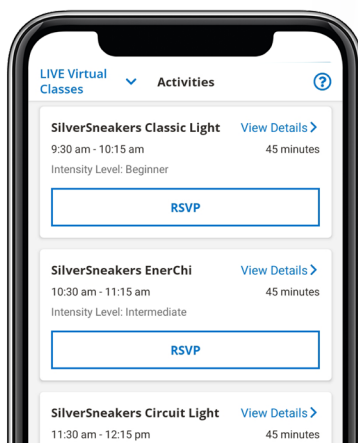 LIVE Virtual
Classes
Activities
?
SilverSneakers Classic Light View Details >
9:30 am - 10:15 am 45 minutes
Intensity Level: Beginner
RSVP
SilverSneakers EnerChi View Details >
10:30 am - 11:15 am 45 minutes
Intensity Level: Intermediate
RSVP
SilverSneakers Circuit Light View Details >
11:30 am - 12:15 pm 45 minutes